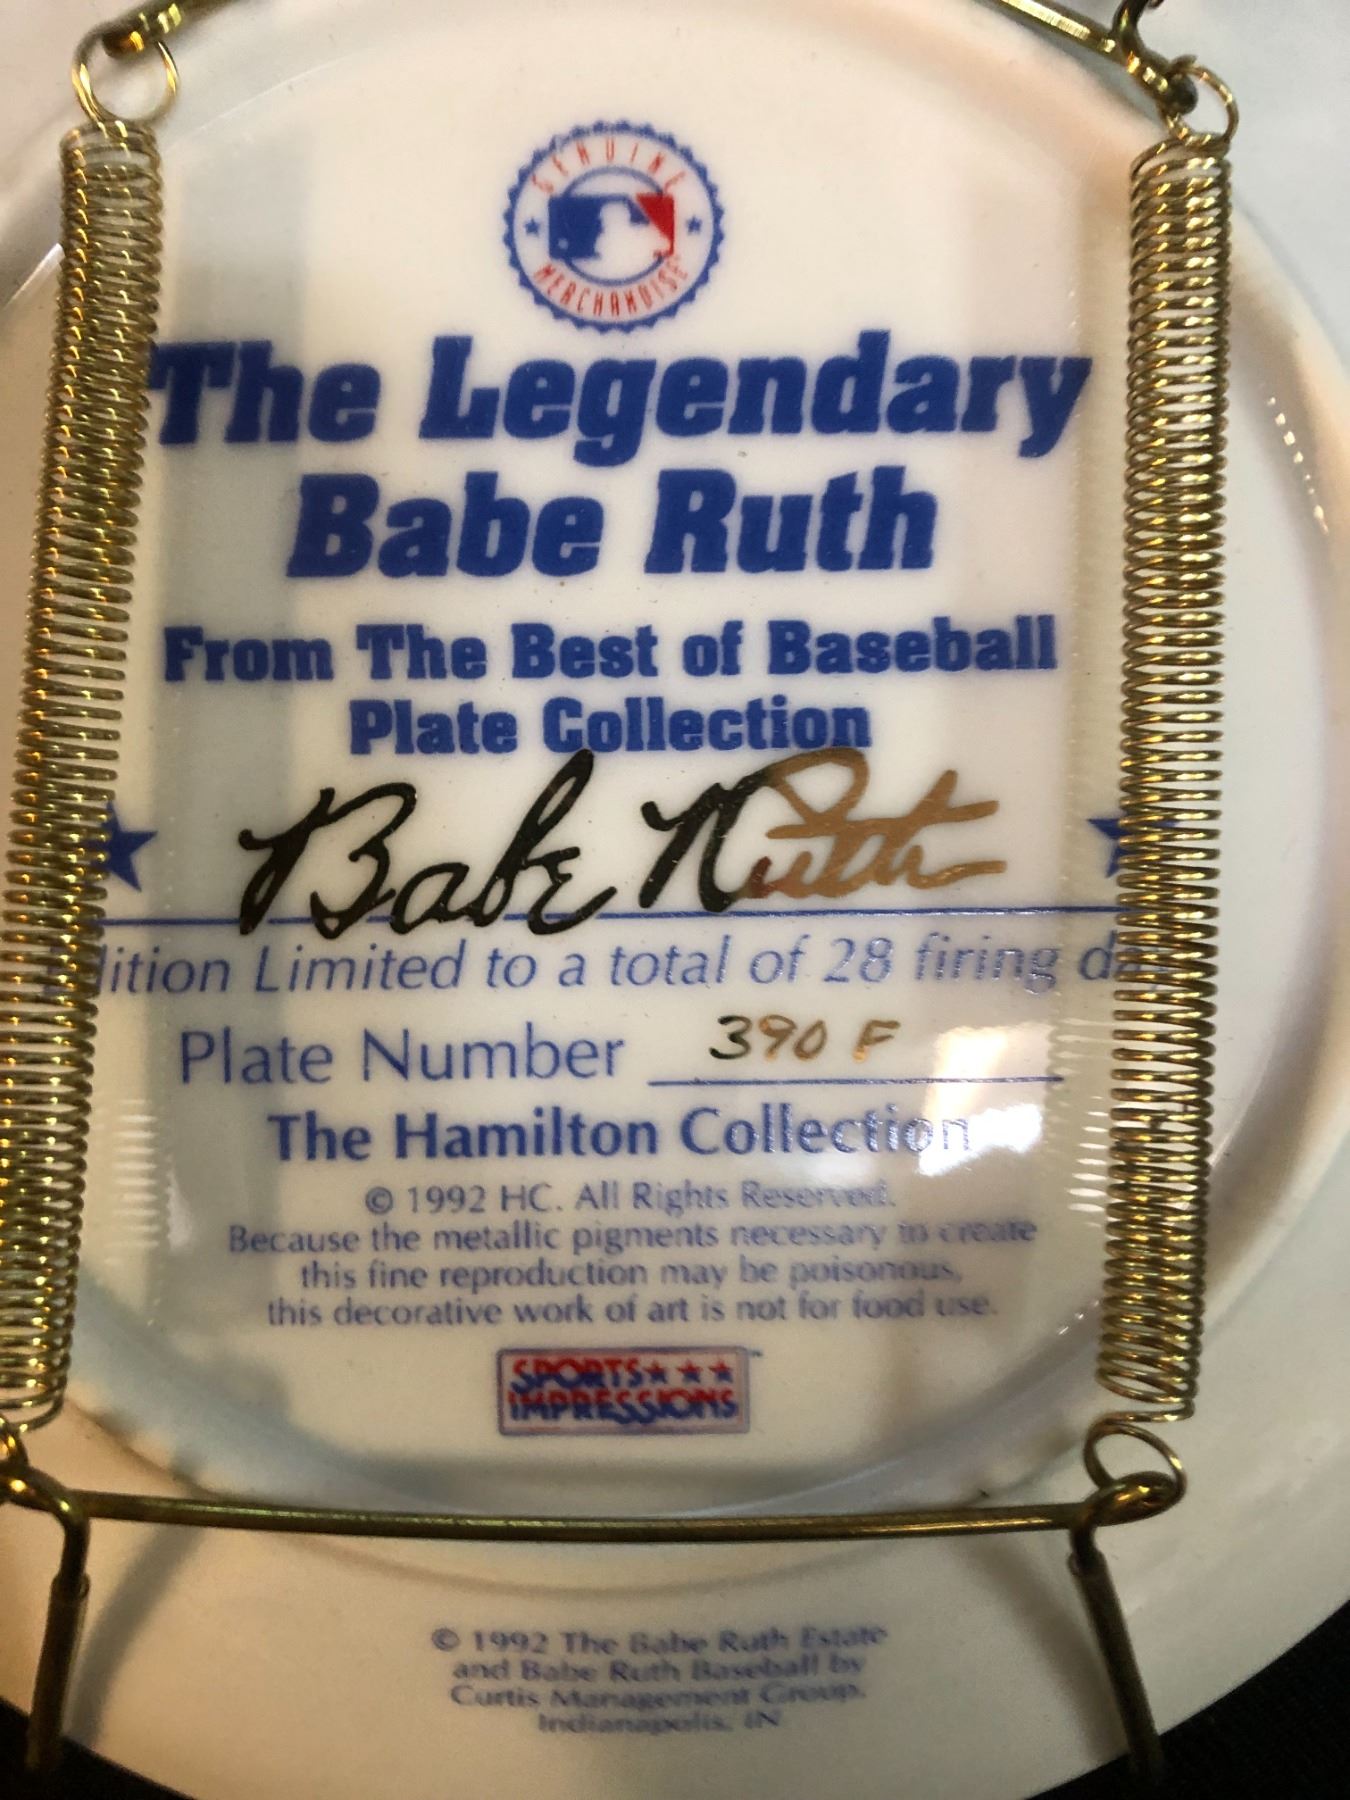 GENUINE
MERCHANDISE
The Legendary
Babe Ruth
From The Best of Baseball
Plate Collection
Babe Ruth
dition Limited to a total of 28 firing da
Plate Number 390 F
The Hamilton Collection
© 1992 HC. All Rights Reserved.
Because the metallic pigments necessary to create
this fine reproduction may be poisonous,
this decorative work of art is not for food use.
SPORTS
IMPRESSIONS
© 1992 The Babe Ruth Estate
and Babe Ruth Baseball by
Curtis Management Group.
Indianapolis, IN